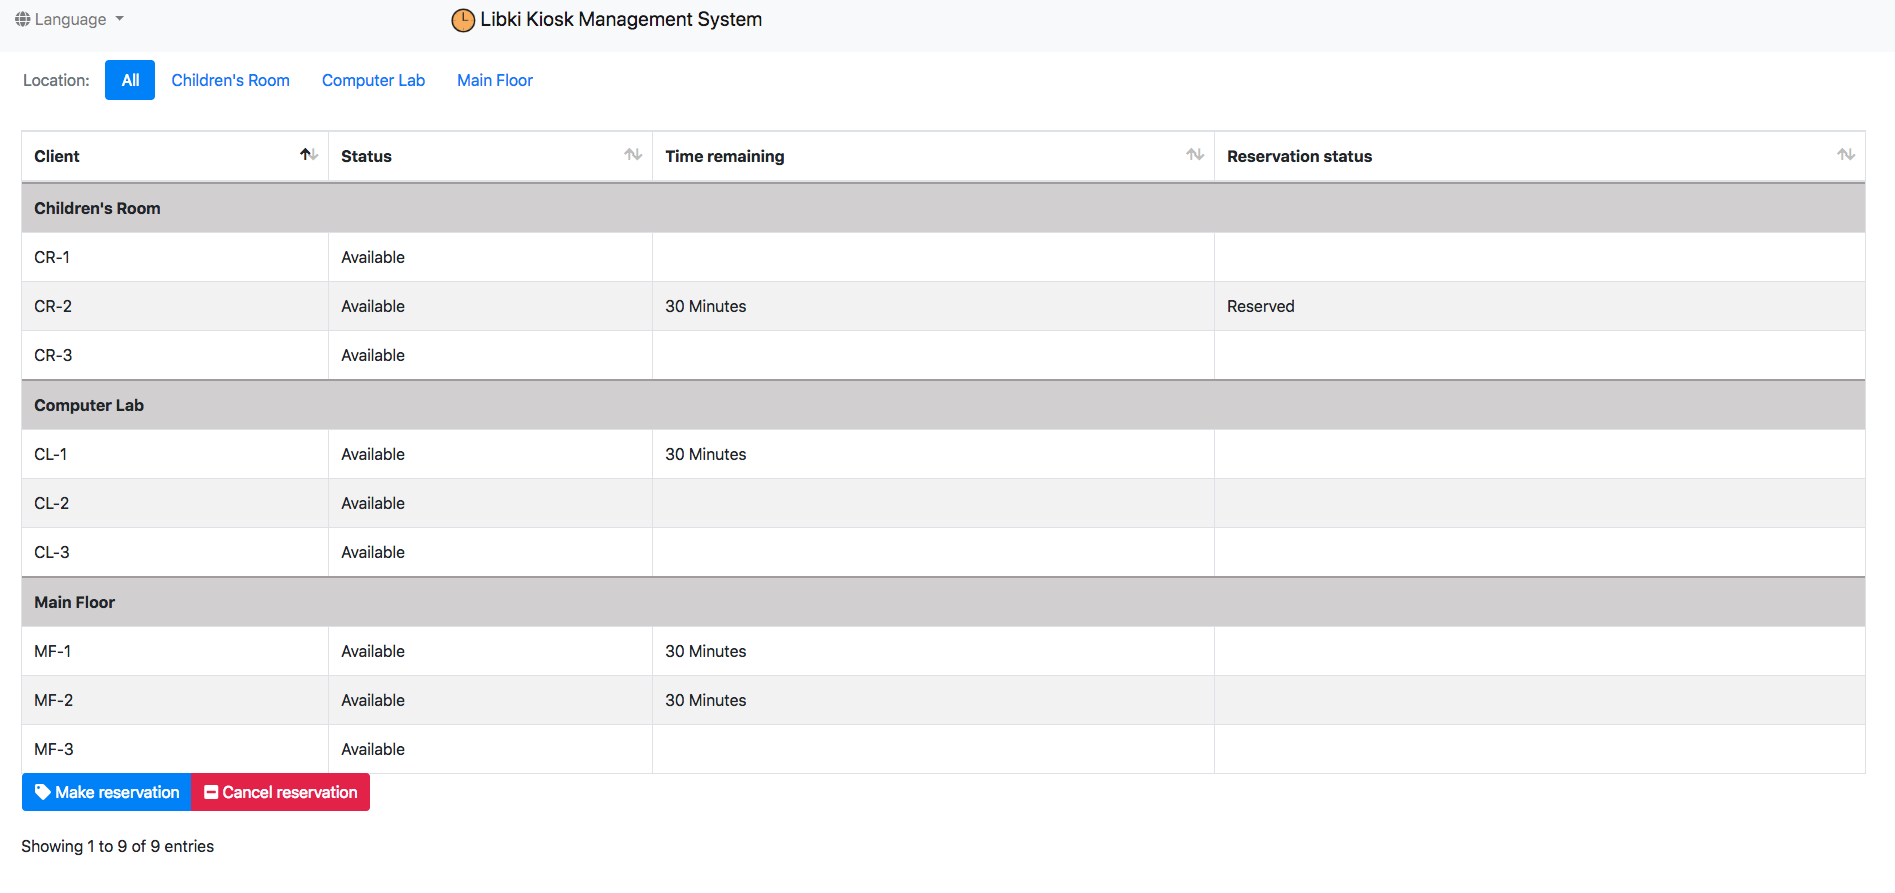 Language
Libki Kiosk Management System
Location: All Children's Room Computer Lab Main Floor
Client Status Time remaining Reservation status
Children's Room
CR-1 Available
CR-2 Available 30 Minutes Reserved
CR-3 Available
Computer Lab
CL-1 Available 30 Minutes
CL-2 Available
CL-3 Available
Main Floor
MF-1 Available 30 Minutes
MF-2 Available 30 Minutes
MF-3 Available
Make reservation Cancel reservation
Showing 1 to 9 of 9 entries